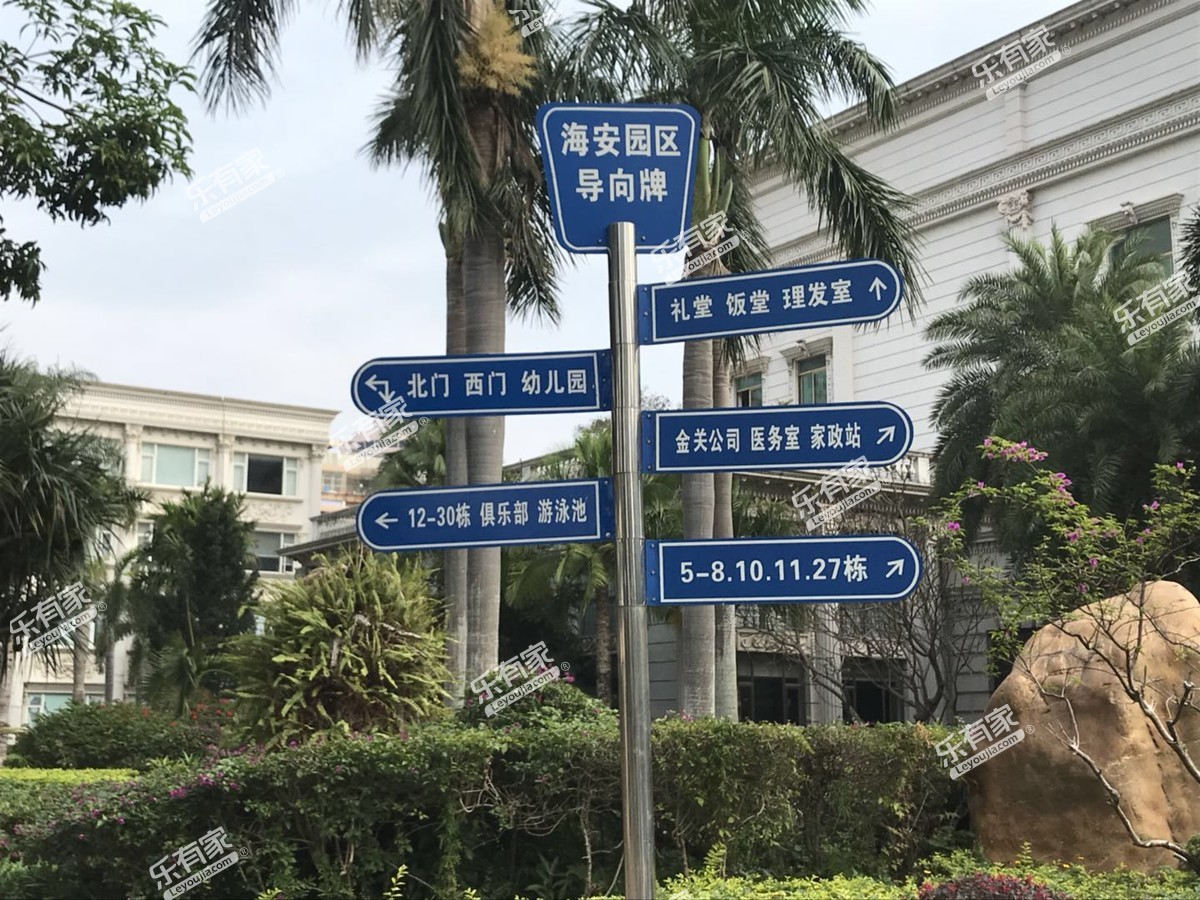 海安园区
导向牌
礼堂 饭堂 理发室
北门 西门 幼儿园
金关公司 医务室 家政站
12-30栋 俱乐部 游泳池
5-8.10.11.27栋
乐有家®
Leyoujia.com